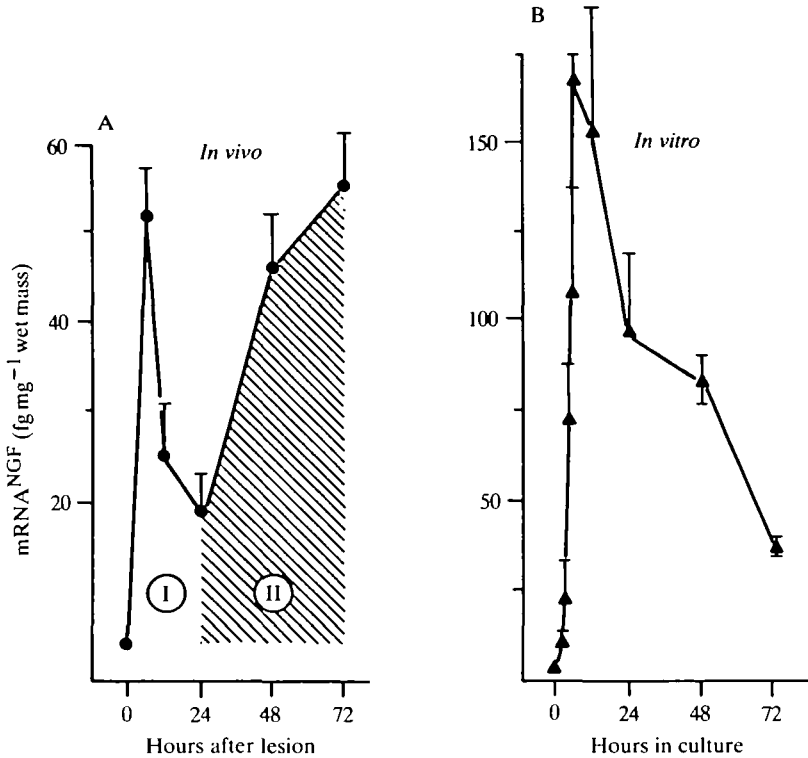 A
In vivo
60
40
20
mRNA^NGF (fg mg⁻¹ wet mass)
I
II
0 24 48 72
Hours after lesion
B
In vitro
150
100
50
0 24 48 72
Hours in culture